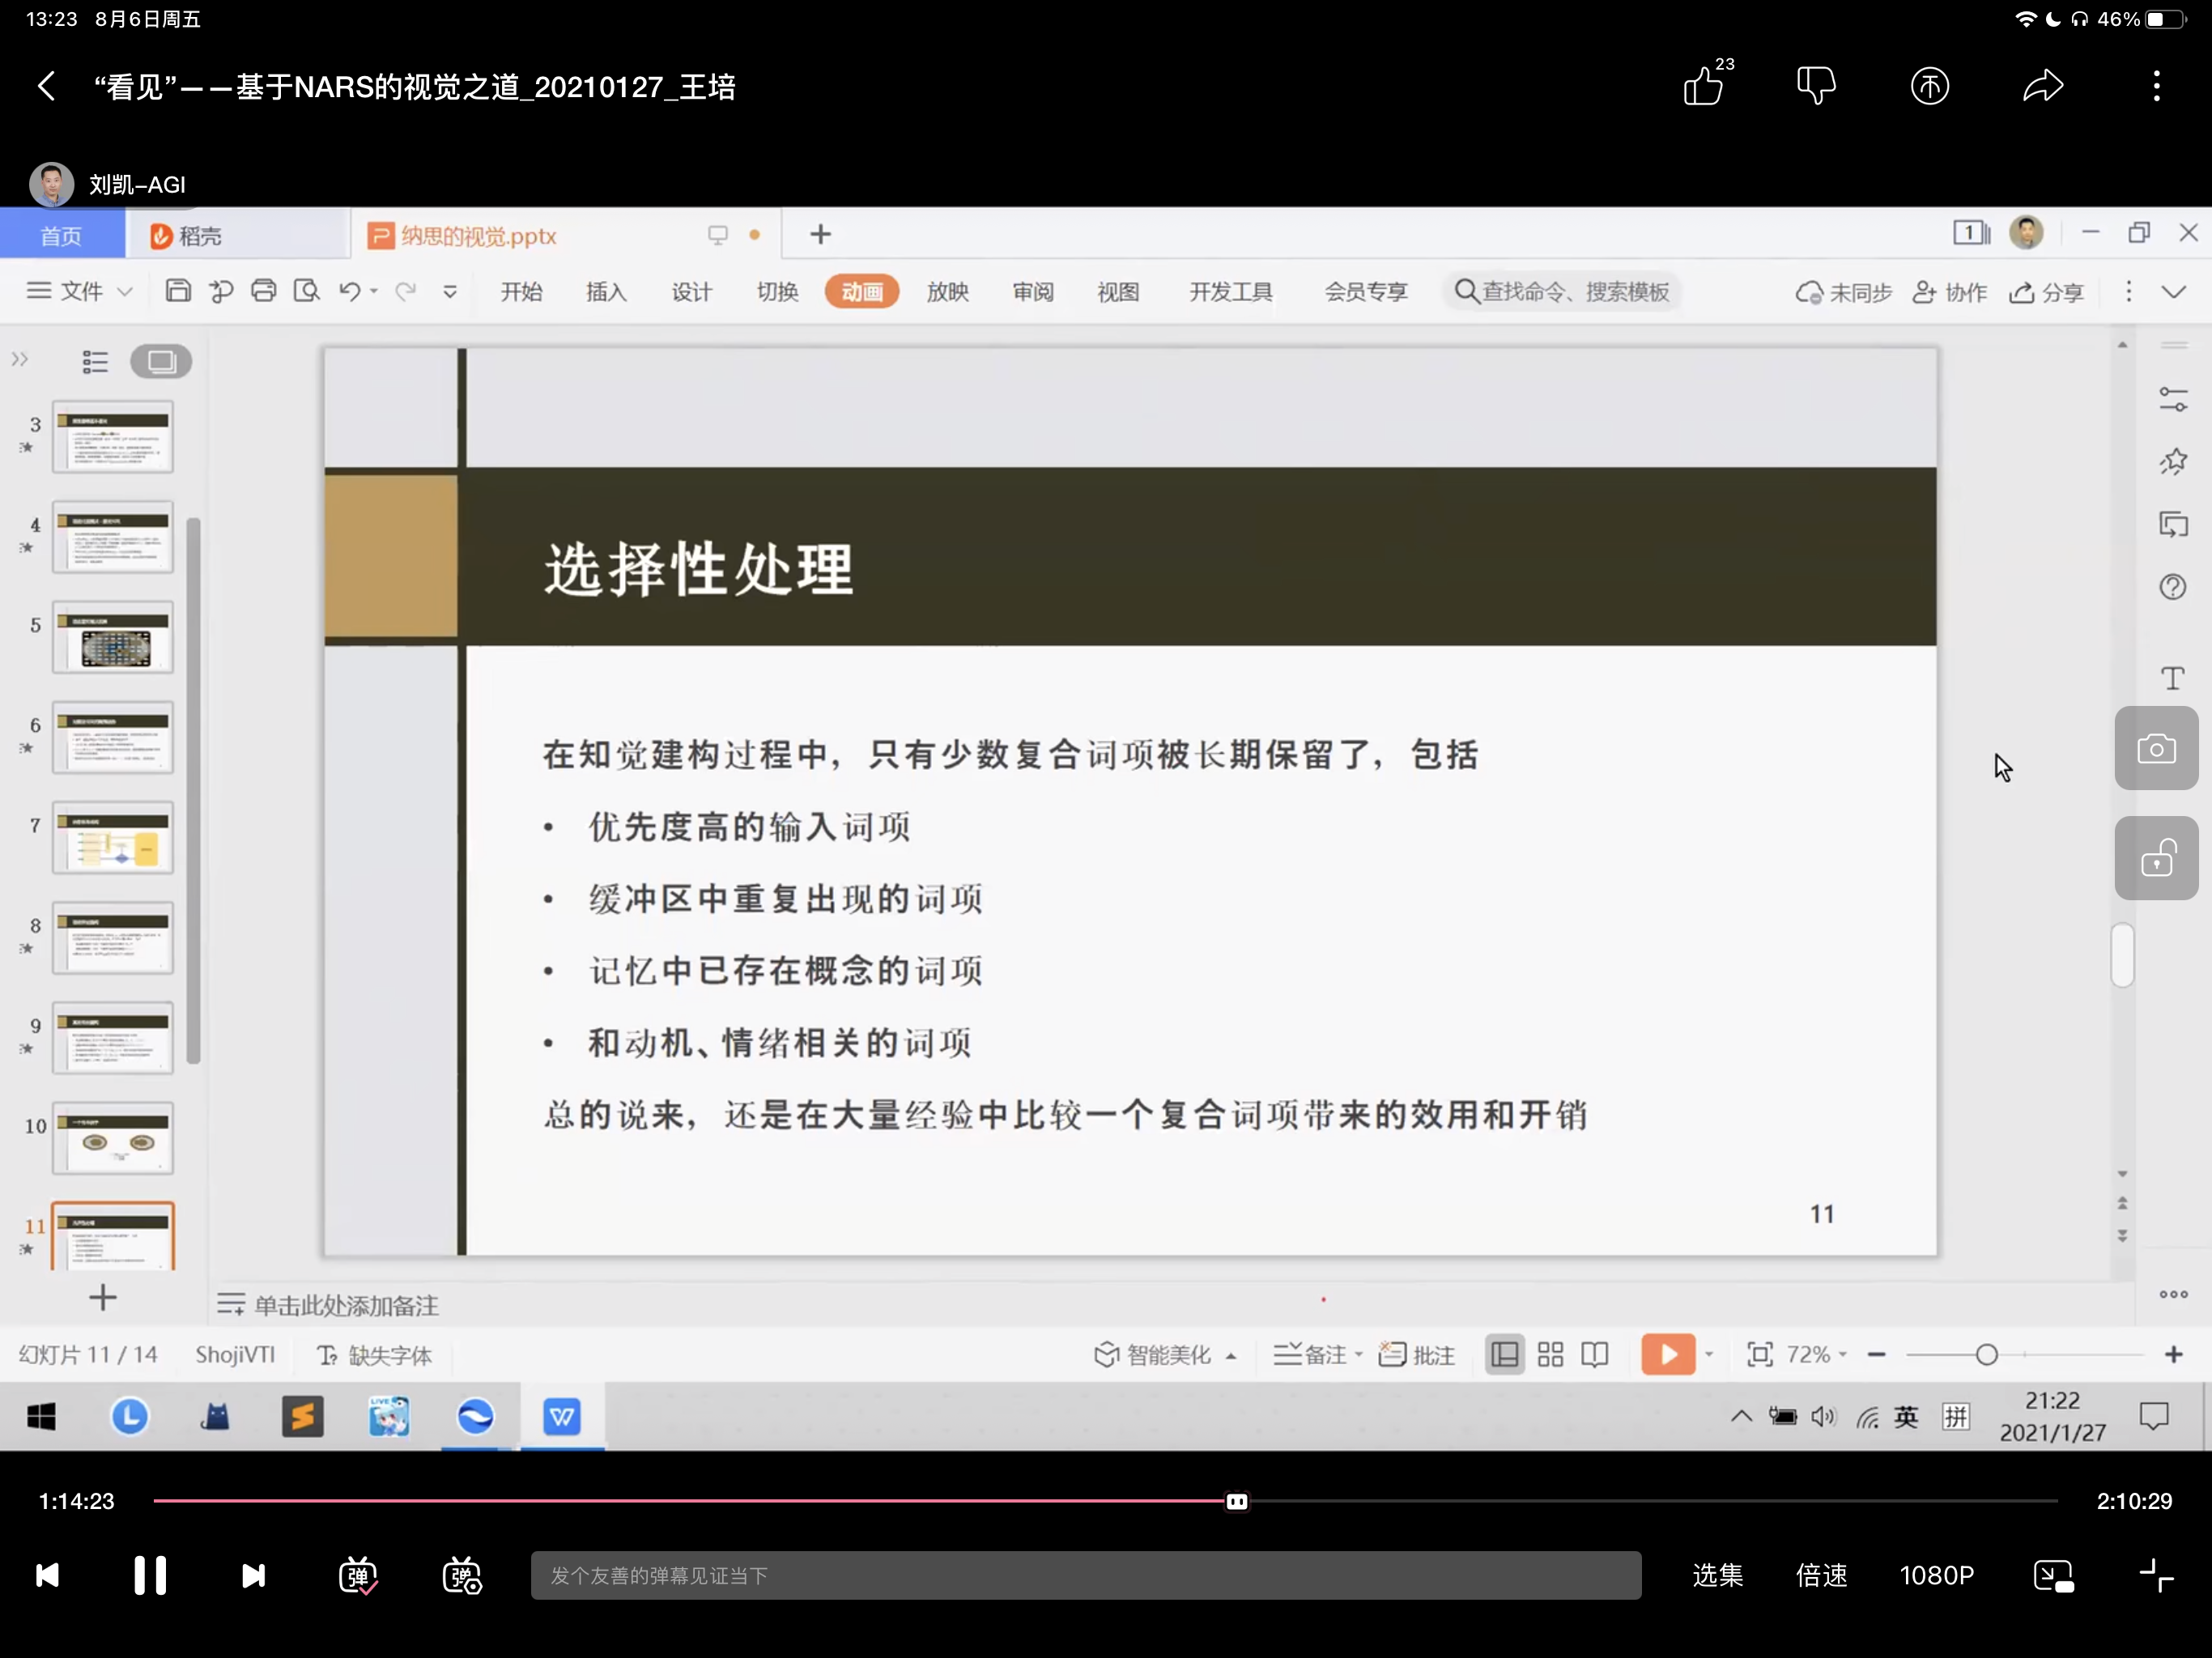 13:23 8月6日周五
46%
“看见”——基于NARS的视觉之道_20210127_王培
23
刘凯–AGI
首页 稻壳 纳思的视觉.pptx
1
文件 开始 插入 设计 切换 动画 放映 审阅 视图 开发工具 会员专享 查找命令、搜索模板 未同步 协作 分享
3
4
5
6
7
8
9
10
11
选择性处理
在知觉建构过程中，只有少数复合词项被长期保留了，包括
• 优先度高的输入词项
• 缓冲区中重复出现的词项
• 记忆中已存在概念的词项
• 和动机、情绪相关的词项
总的说来，还是在大量经验中比较一个复合词项带来的效用和开销
11
单击此处添加备注
幻灯片 11 / 14 ShojiVTI 缺失字体 智能美化 备注 批注 72%
LIVE
英 拼
21:22
2021/1/27
1:14:23 2:10:29
弹 弹 发个友善的弹幕见证当下 选集 倍速 1080P